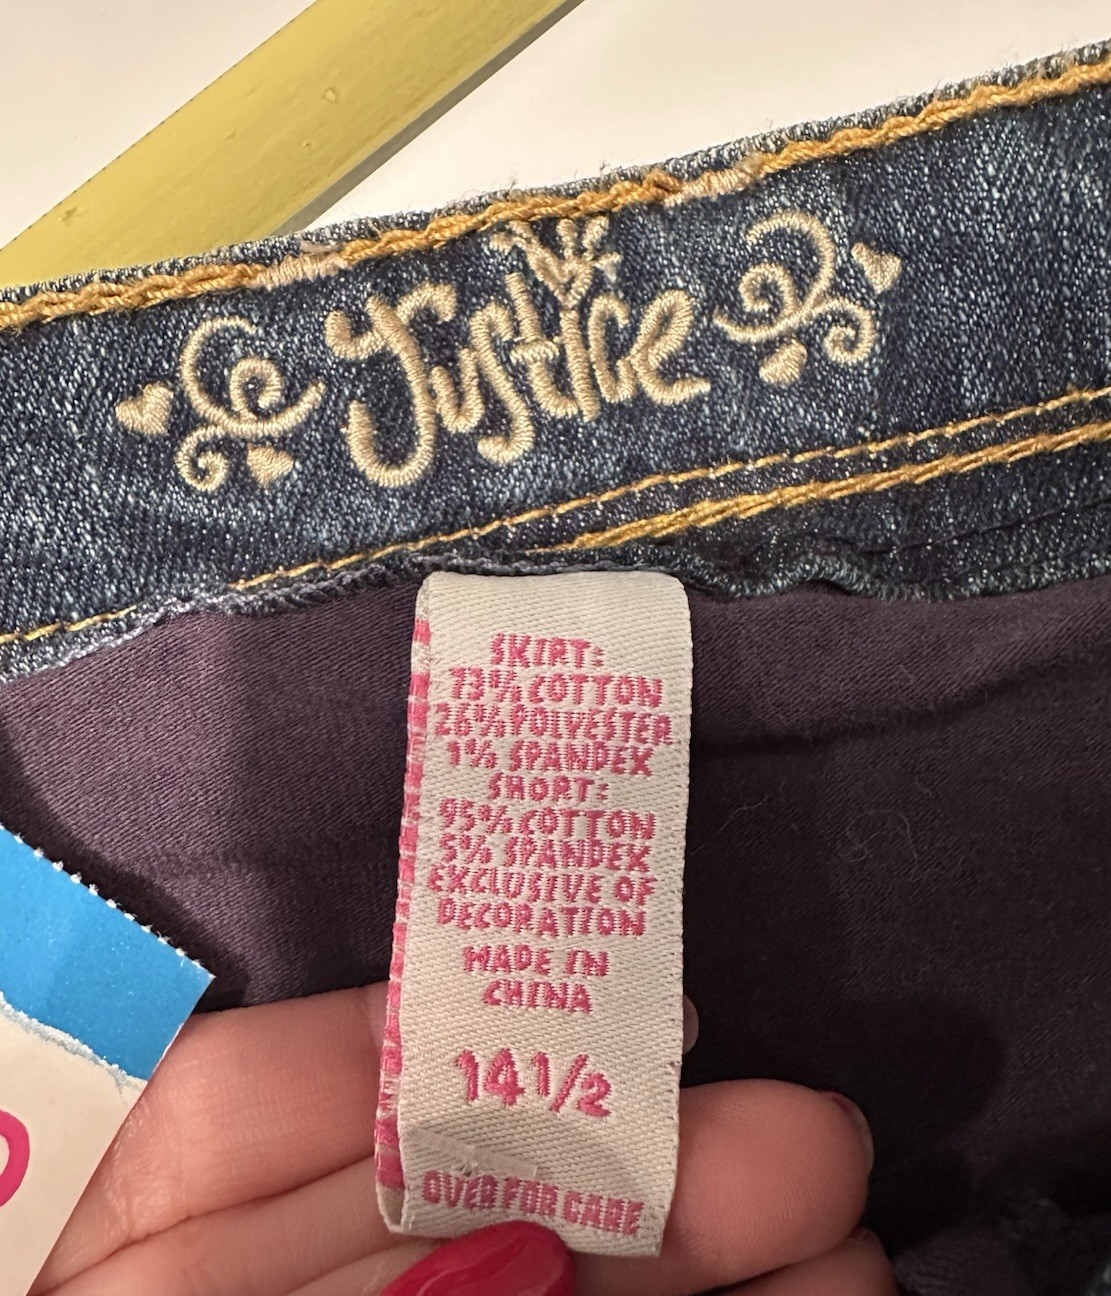 Justice
SKIRT:
73% COTTON
26% POLYESTER
1% SPANDEX
SHORT:
95% COTTON
5% SPANDEX
EXCLUSIVE OF
DECORATION
MADE IN
CHINA
14 1/2
OVER FOR CARE